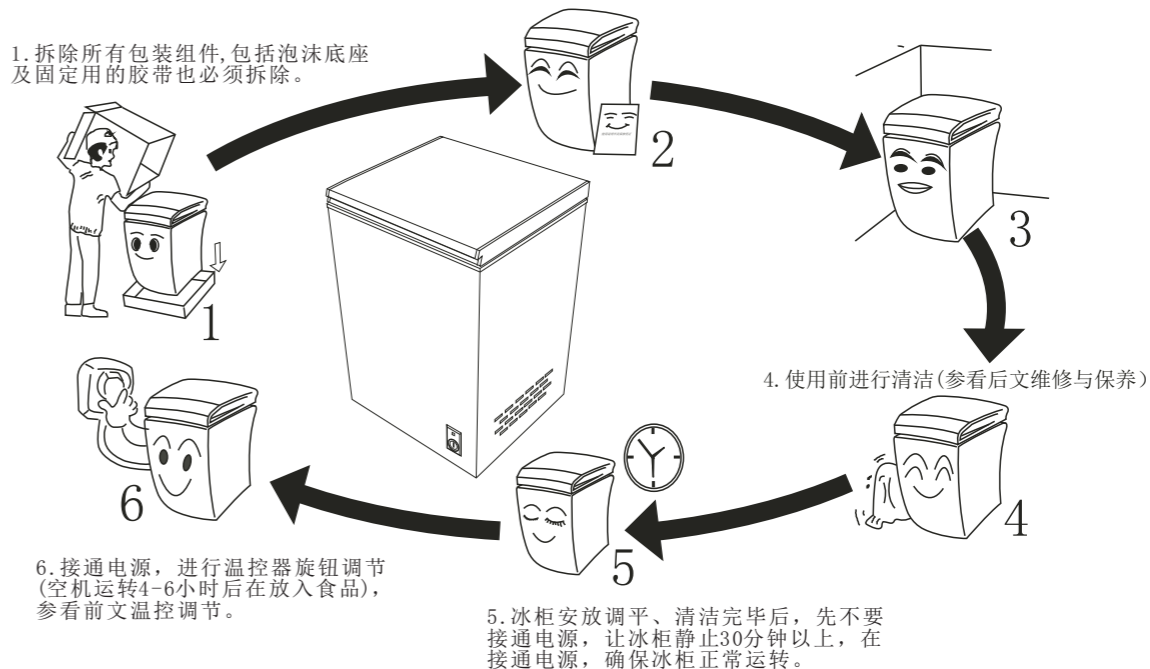 1.拆除所有包装组件,包括泡沫底座
及固定用的胶带也必须拆除。
1
2
3
4.使用前进行清洁(参看后文维修与保养)
4
5
5.冰柜安放调平、清洁完毕后，先不要
接通电源，让冰柜静止30分钟以上，在
接通电源，确保冰柜正常运转。
6
6.接通电源，进行温控器旋钮调节
(空机运转4-6小时后在放入食品),
参看前文温控调节。